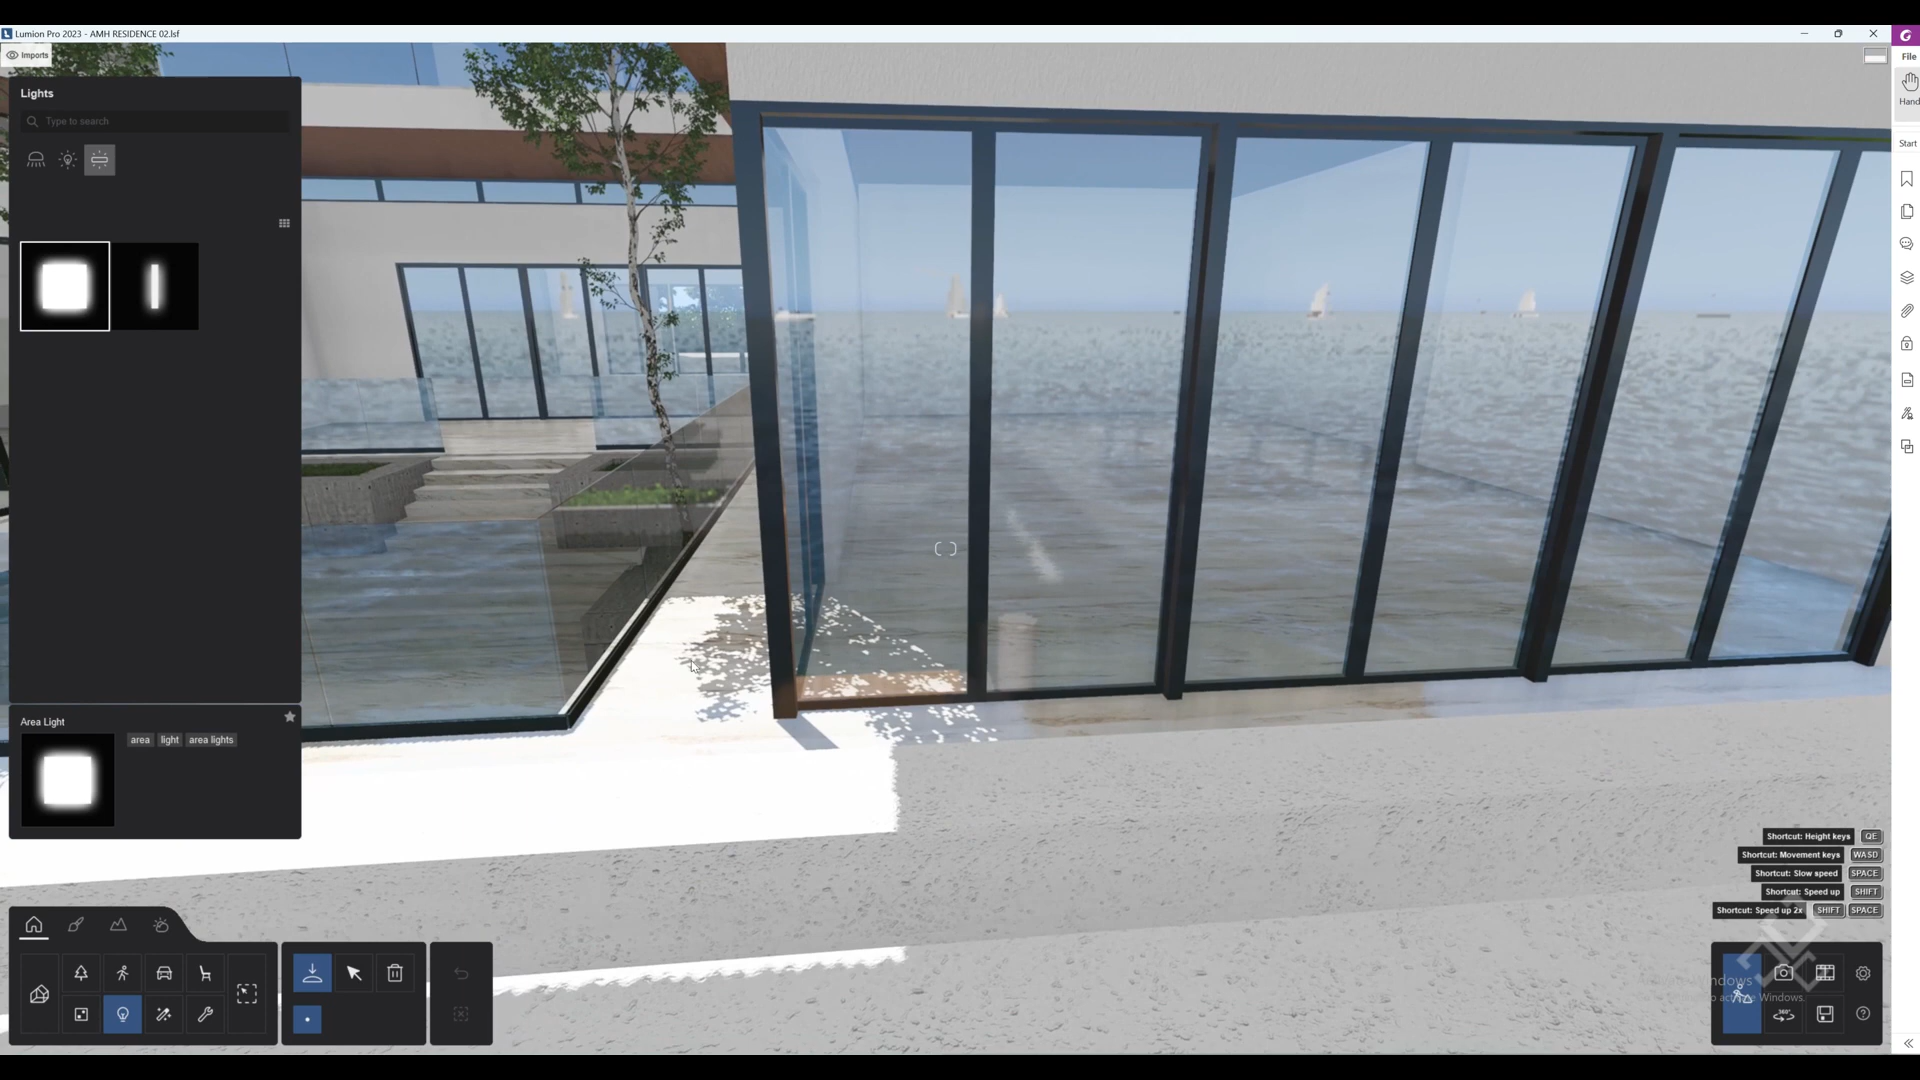 Lumion Pro 2023 - AMH RESIDENCE 02.lsf
Imports
File
Lights
Type to search
Hand
Start
Area Light
area light area lights
Shortcut: Height keys QE
Shortcut: Movement keys WASD
Shortcut: Slow speed SPACE
Shortcut: Speed up SHIFT
Shortcut: Speed up 2x SHIFT SPACE
360°
Windows.